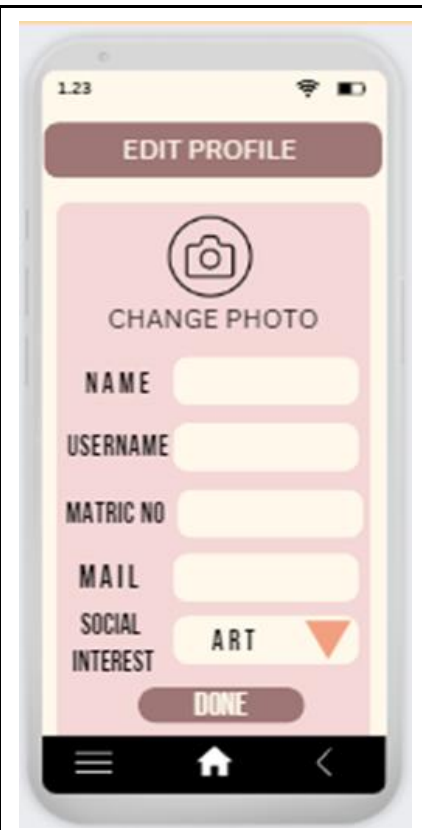 1.23
EDIT PROFILE
CHANGE PHOTO
NAME
USERNAME
MATRIC NO
MAIL
SOCIAL
INTEREST
ART
DONE